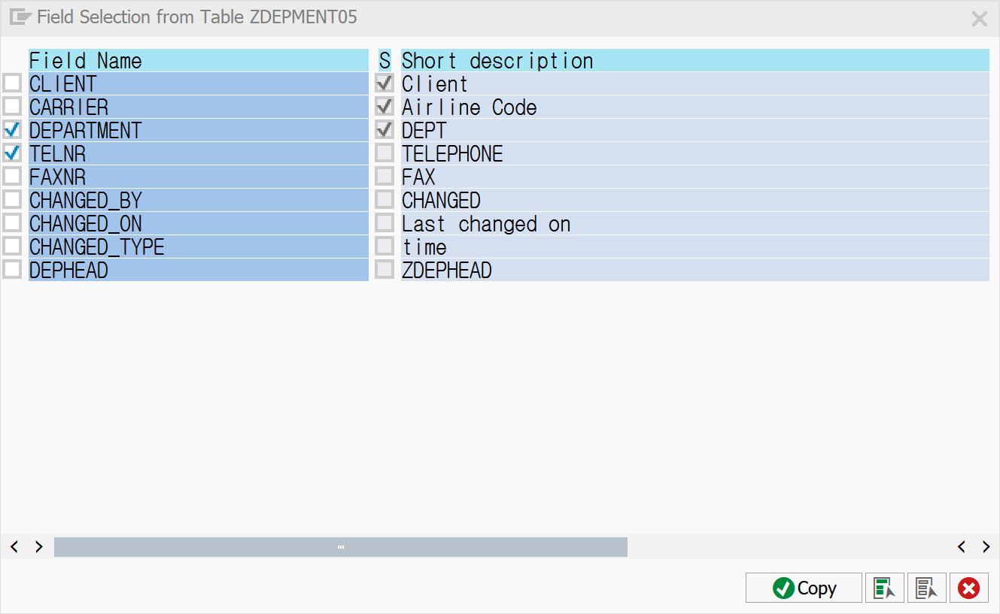 Field Selection from Table ZDEPMENT05
Field Name S Short description
CLIENT Client
CARRIER Airline Code
DEPARTMENT DEPT
TELNR TELEPHONE
FAXNR FAX
CHANGED_BY CHANGED
CHANGED_ON Last changed on
CHANGED_TYPE time
DEPHEAD ZDEPHEAD
Copy